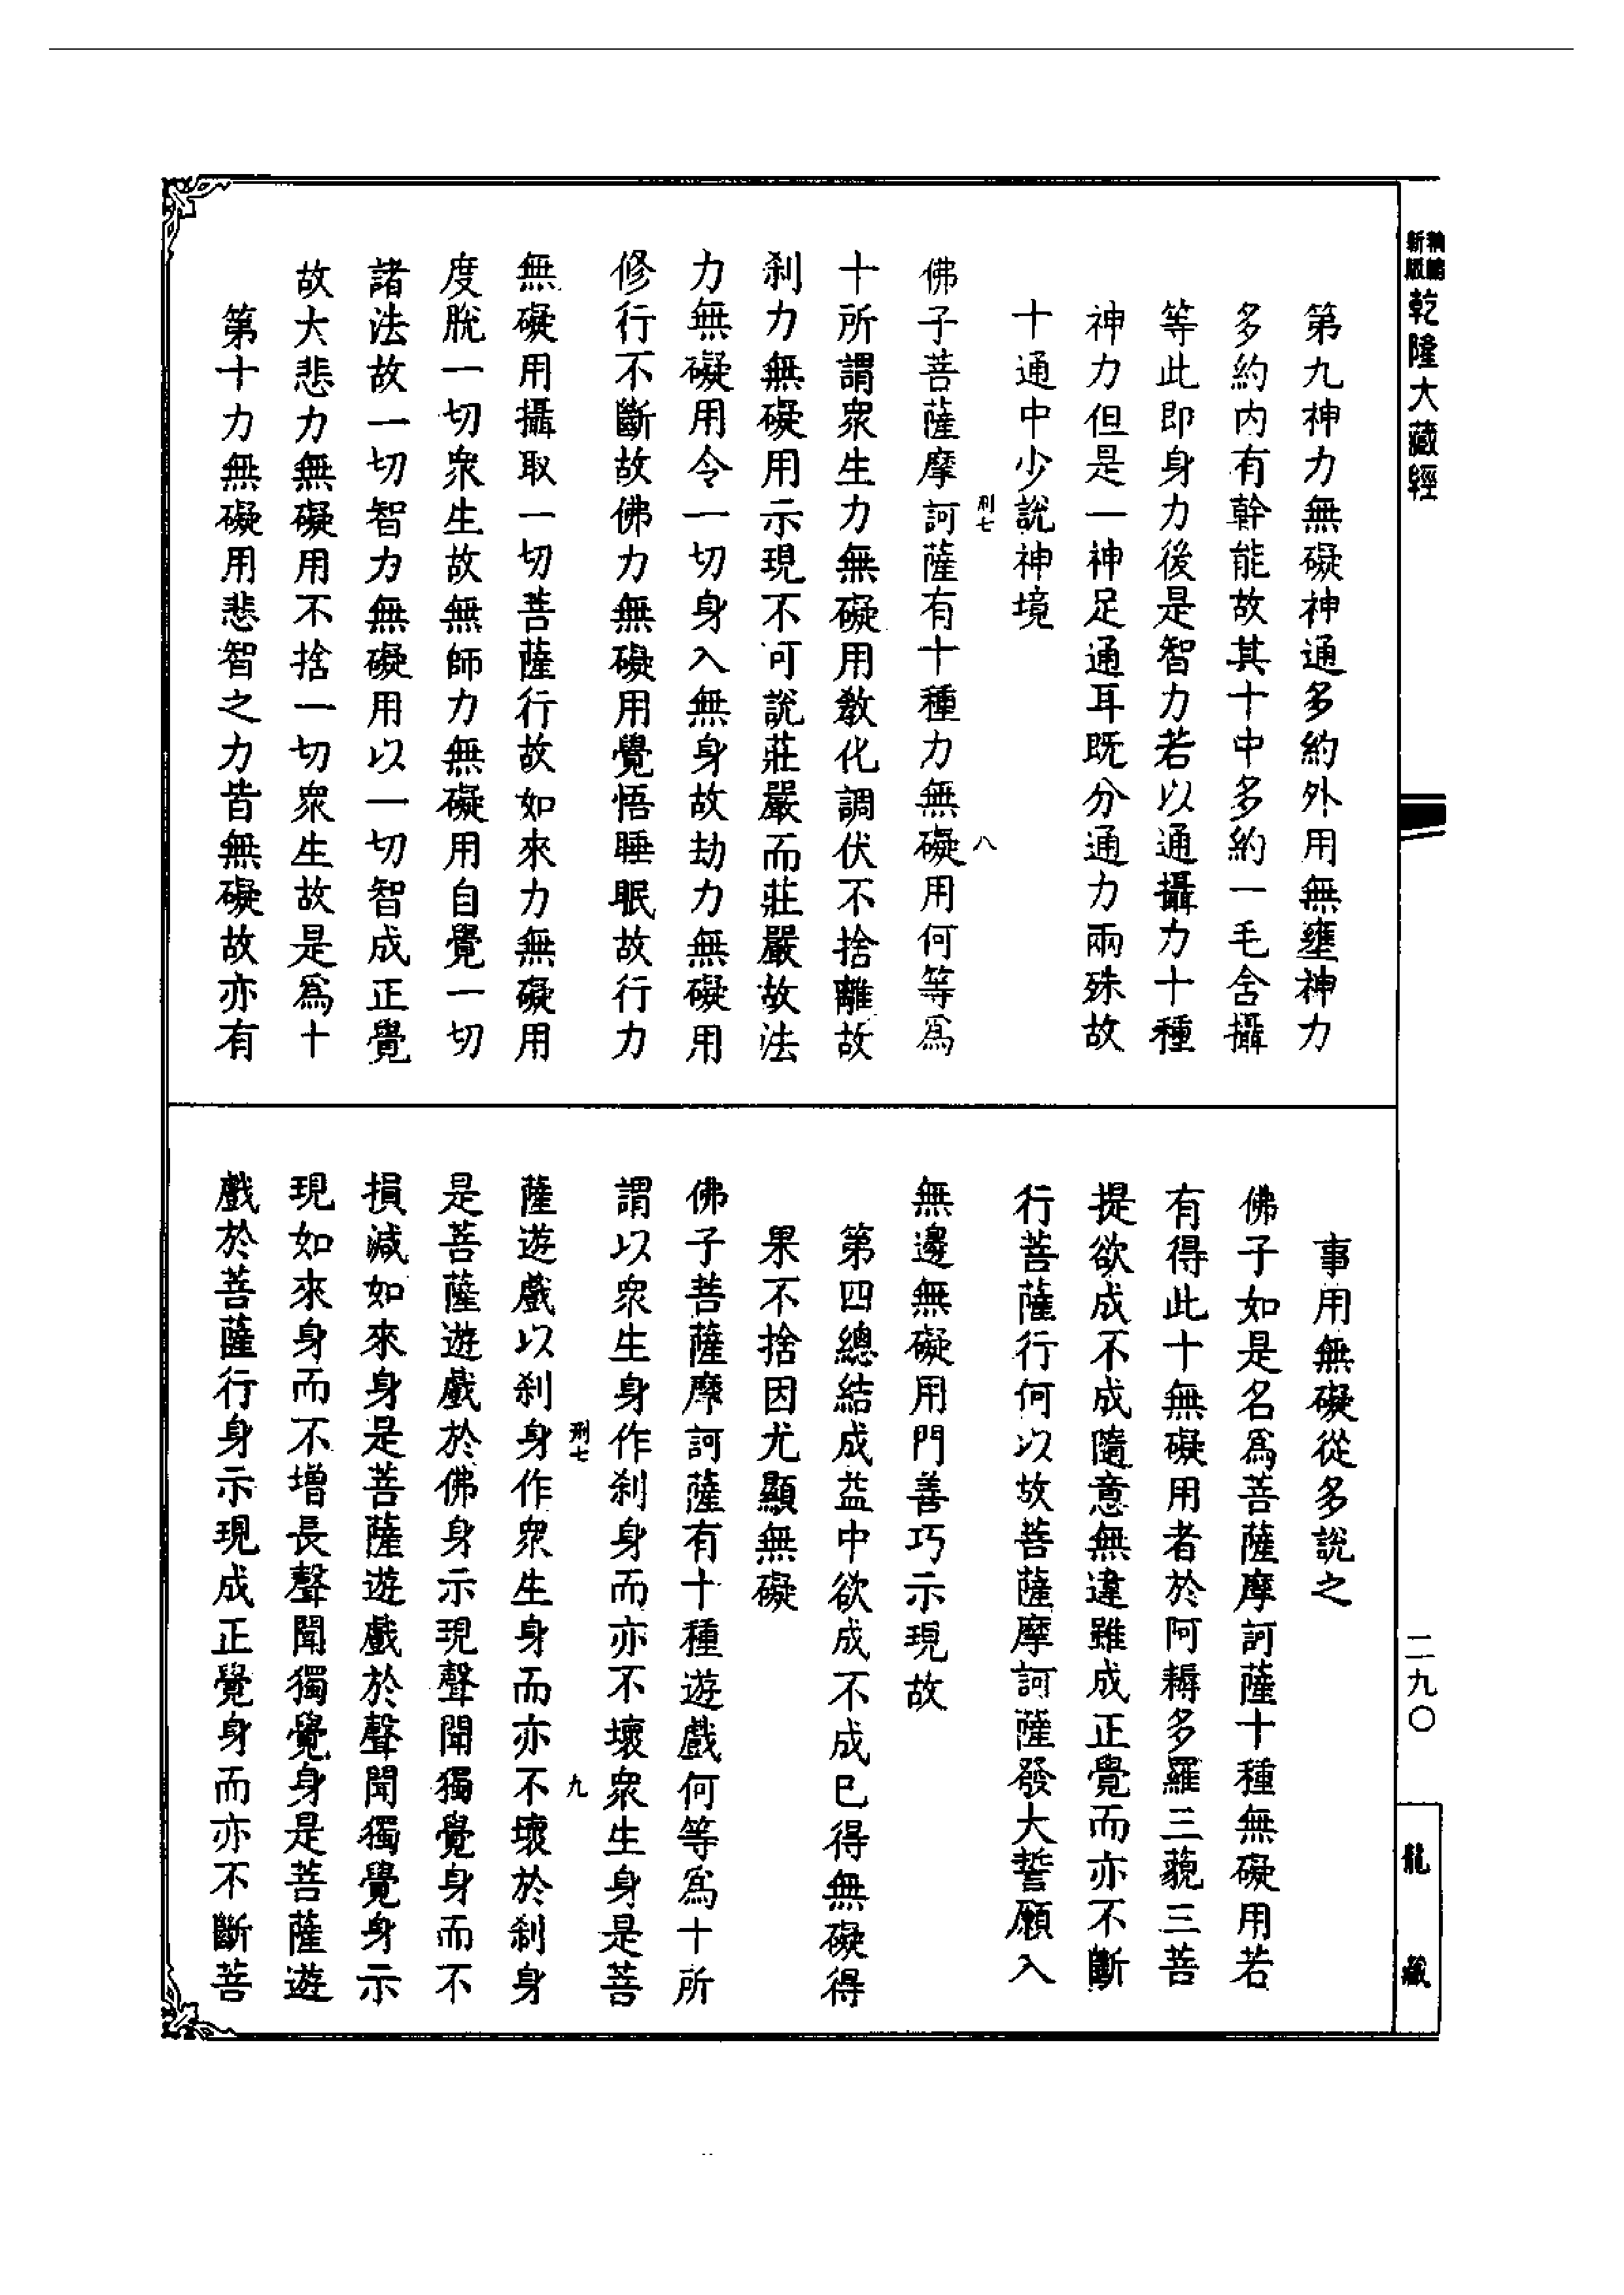 新編
新版
乾隆大藏經
第九神力無礙神通多約外用無壅神力
多約内有幹能故其十中多約一毛含攝
等此即身力後是智力若以通攝力十種
神力但是一神足通耳既分通力兩殊故
十通中少說神境
刑七
八
佛子菩薩摩訶薩有十種力無礙用何等爲
十所謂衆生力無礙用教化調伏不捨離故
刹力無礙用示現不可說莊嚴而莊嚴故法
力無礙用令一切身入無身故劫力無礙用
修行不斷故佛力無礙用覺悟睡眠故行力
無礙用攝取一切菩薩行故如來力無礙用
度脫一切衆生故無師力無礙用自覺一切
諸法故一切智力無礙用以一切智成正覺
故大悲力無礙用不捨一切衆生故是爲十
第十力無礙用悲智之力皆無礙故亦有
事用無礙從多說之
佛子如是名爲菩薩摩訶薩十種無礙用若
有得此十無礙用者於阿耨多羅三藐三菩
提欲成不成隨意無違雖成正覺而亦不斷
行菩薩行何以故菩薩摩訶薩發大誓願入
無邊無礙用門善巧示現故
第四總結成益中欲成不成已得無礙得
果不捨因尤顯無礙
佛子菩薩摩訶薩有十種遊戲何等爲十所
謂以衆生身作刹身而亦不壞衆生身是菩
刑七
九
薩遊戲以刹身作衆生身而亦不壞於刹身
是菩薩遊戲於佛身示現聲聞獨覺身而不
損減如來身是菩薩遊戲於聲聞獨覺身示
現如來身而不增長聲聞獨覺身是菩薩遊
戲於菩薩行身示現成正覺身而亦不斷菩
二九〇
龍藏